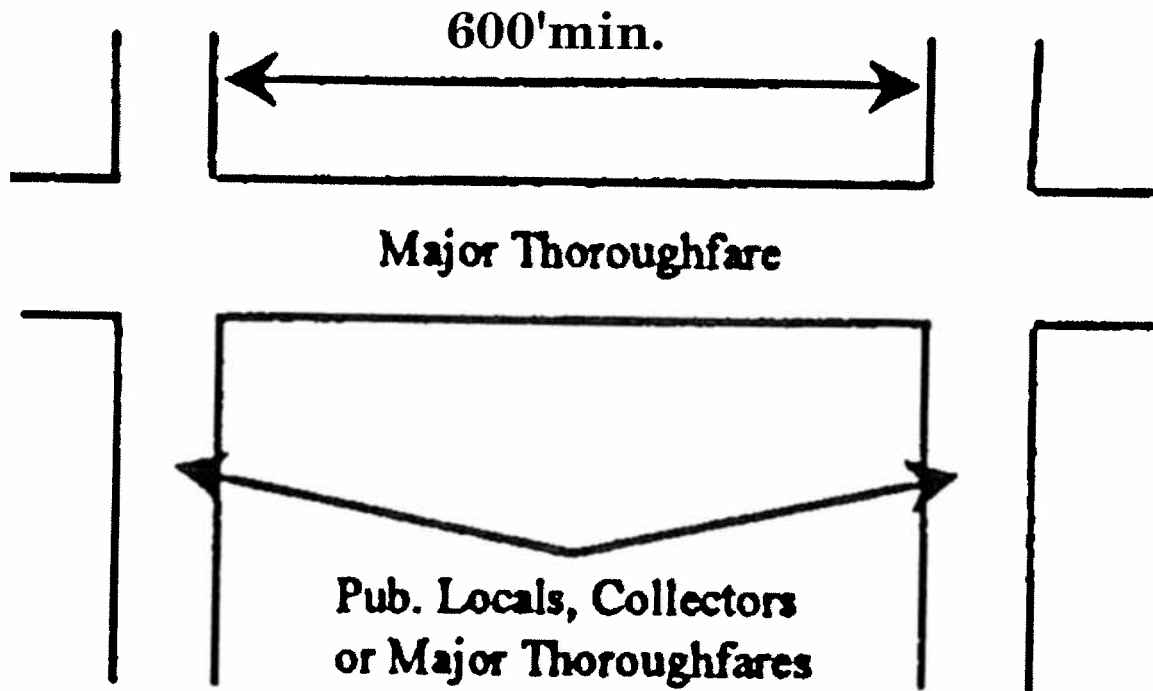 600'min.
Major Thoroughfare
Pub. Locals, Collectors
or Major Thoroughfares